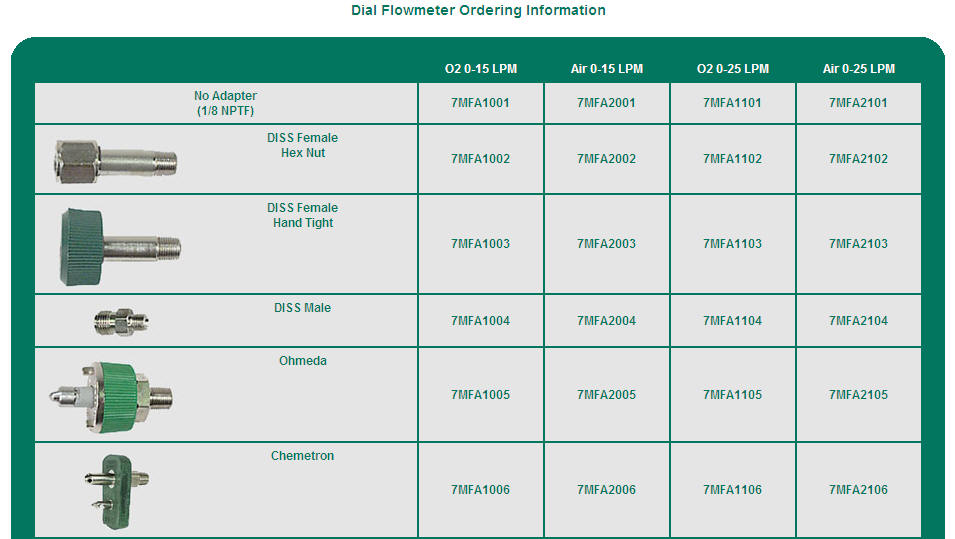 Dial Flowmeter Ordering Information
O2 0-15 LPM Air 0-15 LPM O2 0-25 LPM Air 0-25 LPM
No Adapter
(1/8 NPTF)
7MFA1001 7MFA2001 7MFA1101 7MFA2101
DISS Female
Hex Nut
7MFA1002 7MFA2002 7MFA1102 7MFA2102
DISS Female
Hand Tight
7MFA1003 7MFA2003 7MFA1103 7MFA2103
DISS Male
7MFA1004 7MFA2004 7MFA1104 7MFA2104
Ohmeda
7MFA1005 7MFA2005 7MFA1105 7MFA2105
Chemetron
7MFA1006 7MFA2006 7MFA1106 7MFA2106